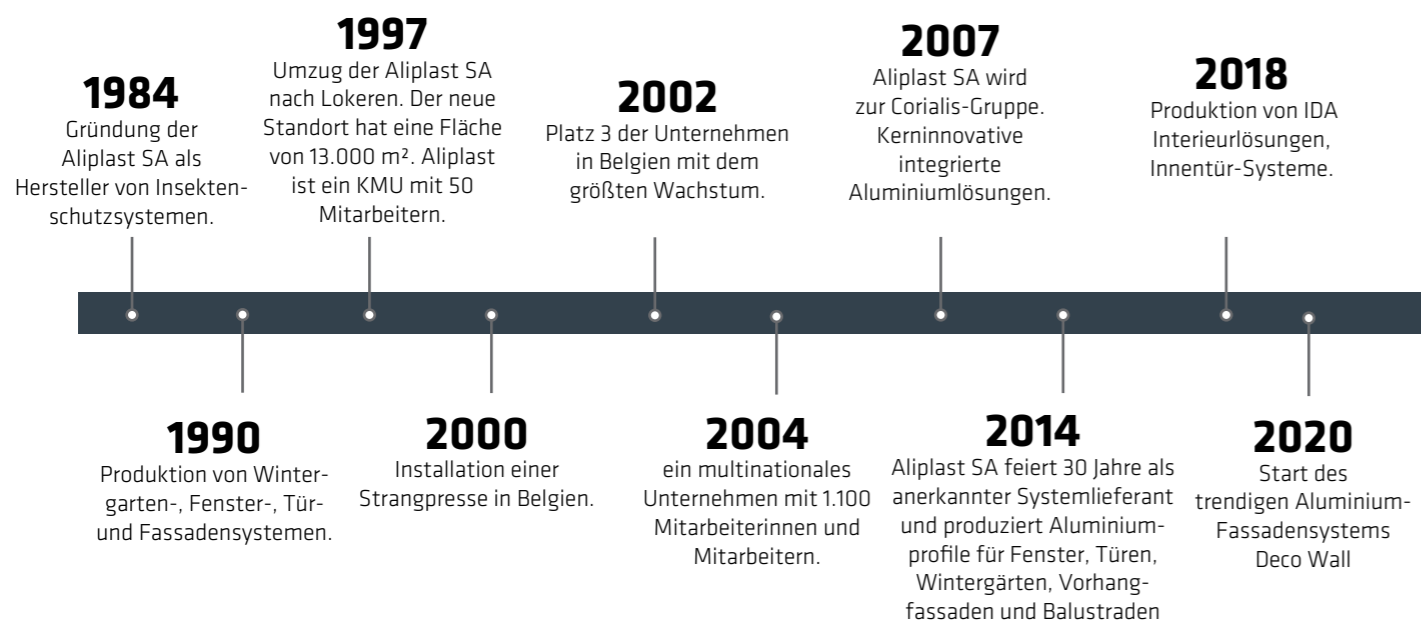 1984
Gründung der
Aliplast SA als
Hersteller von Insekten-
schutzsystemen.
1990
Produktion von Winter-
garten-, Fenster-, Tür-
und Fassadensystemen.
1997
Umzug der Aliplast SA
nach Lokeren. Der neue
Standort hat eine Fläche
von 13.000 m². Aliplast
ist ein KMU mit 50
Mitarbeitern.
2000
Installation einer
Strangpresse in Belgien.
2002
Platz 3 der Unternehmen
in Belgien mit dem
größten Wachstum.
2004
ein multinationales
Unternehmen mit 1.100
Mitarbeiterinnen und
Mitarbeitern.
2007
Aliplast SA wird
zur Corialis-Gruppe.
Kerninnovative
integrierte
Aluminiumlösungen.
2014
Aliplast SA feiert 30 Jahre als
anerkannter Systemlieferant
und produziert Aluminium-
profile für Fenster, Türen,
Wintergärten, Vorhang-
fassaden und Balustraden
2018
Produktion von IDA
Interieurlösungen,
Innentür-Systeme.
2020
Start des
trendigen Aluminium-
Fassadensystems
Deco Wall